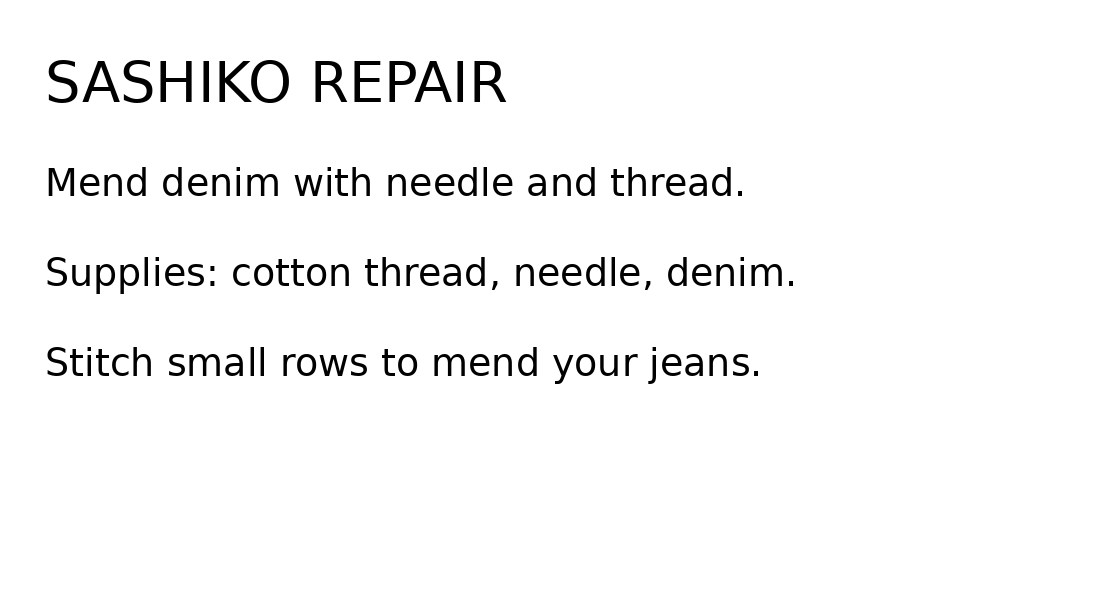 SASHIKO REPAIR
Mend denim with needle and thread.
Supplies: cotton thread, needle, denim.
Stitch small rows to mend your jeans.